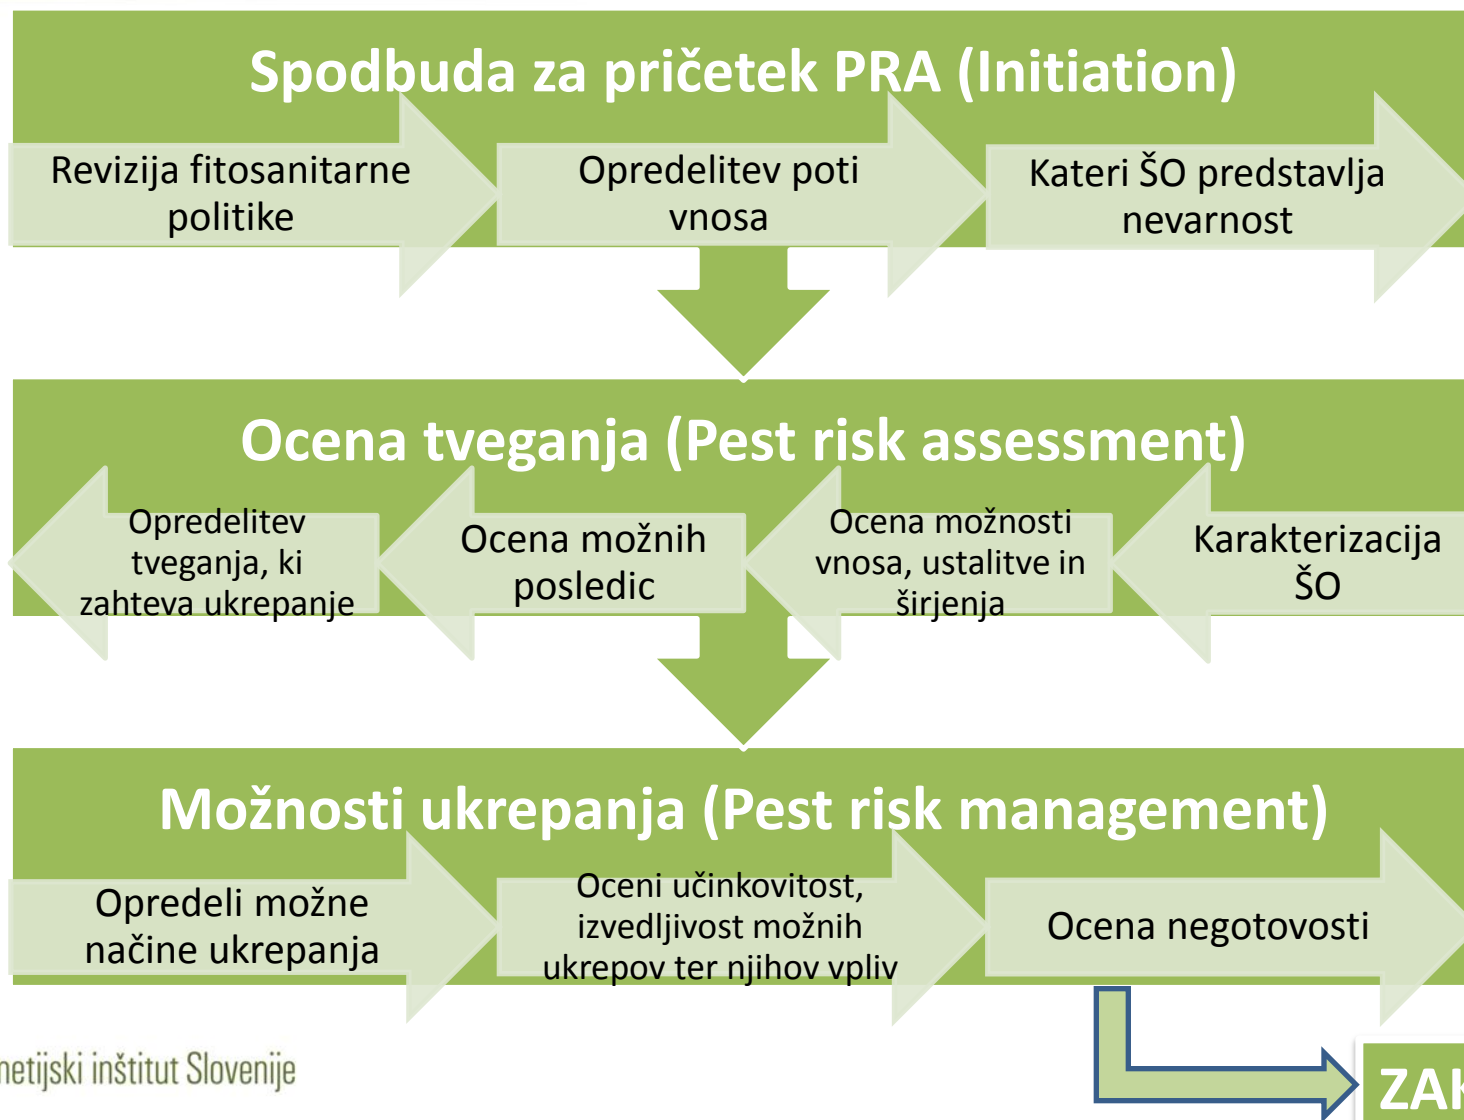 Spodbuda za pričetek PRA (Initiation)
Revizija fitosanitarne
politike
Opredelitev poti
vnosa
Kateri ŠO predstavlja
nevarnost
Ocena tveganja (Pest risk assessment)
Opredelitev
tveganja, ki
zahteva ukrepanje
Ocena možnih
posledic
Ocena možnosti
vnosa, ustalitve in
širjenja
Karakterizacija
ŠO
Možnosti ukrepanja (Pest risk management)
Opredeli možne
načine ukrepanja
Oceni učinkovitost,
izvedljivost možnih
ukrepov ter njihov vpliv
Ocena negotovosti
inštitut Slovenije